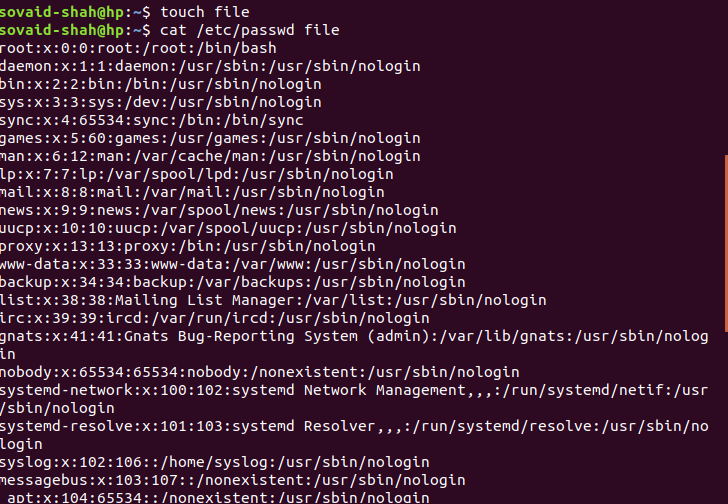 sovaid-shah@hp:~$ touch file
sovaid-shah@hp:~$ cat /etc/passwd file
root:x:0:0:root:/root:/bin/bash
daemon:x:1:1:daemon:/usr/sbin:/usr/sbin/nologin
bin:x:2:2:bin:/bin:/usr/sbin/nologin
sys:x:3:3:sys:/dev:/usr/sbin/nologin
sync:x:4:65534:sync:/bin:/bin/sync
games:x:5:60:games:/usr/games:/usr/sbin/nologin
man:x:6:12:man:/var/cache/man:/usr/sbin/nologin
lp:x:7:7:lp:/var/spool/lpd:/usr/sbin/nologin
mail:x:8:8:mail:/var/mail:/usr/sbin/nologin
news:x:9:9:news:/var/spool/news:/usr/sbin/nologin
uucp:x:10:10:uucp:/var/spool/uucp:/usr/sbin/nologin
proxy:x:13:13:proxy:/bin:/usr/sbin/nologin
www-data:x:33:33:www-data:/var/www:/usr/sbin/nologin
backup:x:34:34:backup:/var/backups:/usr/sbin/nologin
list:x:38:38:Mailing List Manager:/var/list:/usr/sbin/nologin
irc:x:39:39:ircd:/var/run/ircd:/usr/sbin/nologin
gnats:x:41:41:Gnats Bug-Reporting System (admin):/var/lib/gnats:/usr/sbin/nolog
in
nobody:x:65534:65534:nobody:/nonexistent:/usr/sbin/nologin
systemd-network:x:100:102:systemd Network Management,,,:/run/systemd/netif:/usr
/sbin/nologin
systemd-resolve:x:101:103:systemd Resolver,,,:/run/systemd/resolve:/usr/sbin/no
login
syslog:x:102:106::/home/syslog:/usr/sbin/nologin
messagebus:x:103:107::/nonexistent:/usr/sbin/nologin
_apt:x:104:65534::/nonexistent:/usr/sbin/nologin